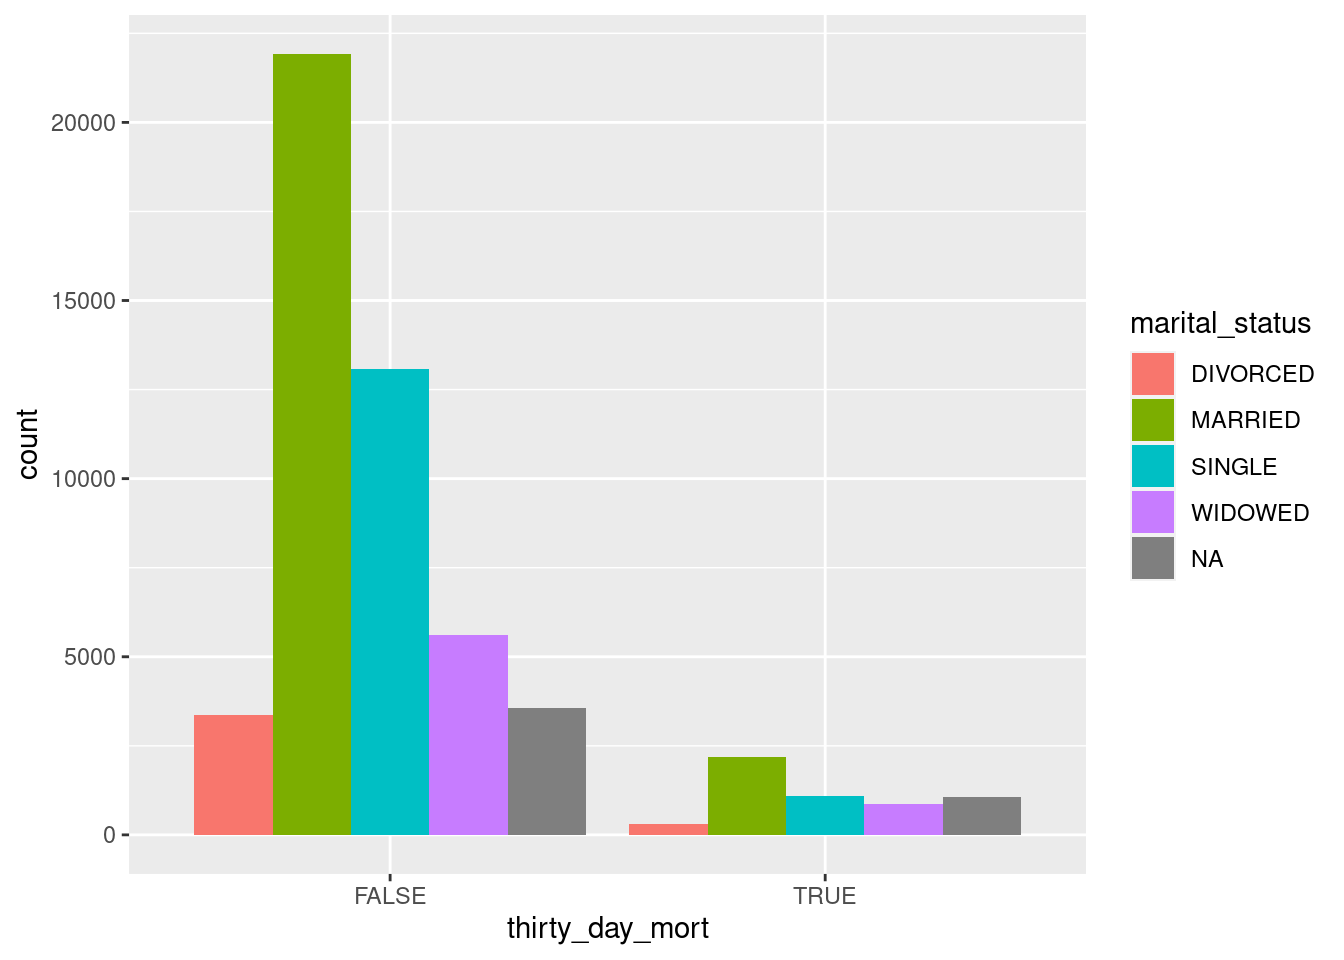 count
20000
15000
10000
5000
0
FALSE
TRUE
thirty_day_mort
marital_status
DIVORCED
MARRIED
SINGLE
WIDOWED
NA